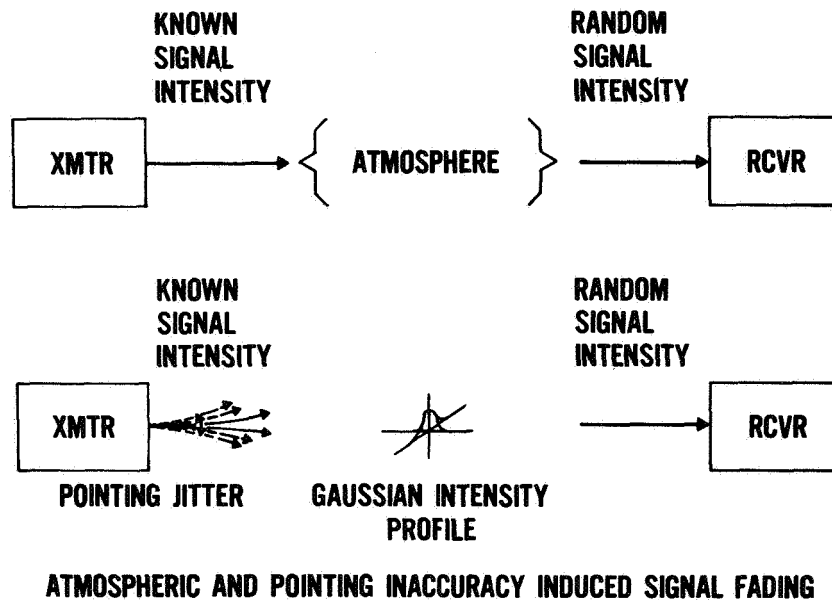 KNOWN
SIGNAL
INTENSITY
RANDOM
SIGNAL
INTENSITY
XMTR
ATMOSPHERE
RCVR
KNOWN
SIGNAL
INTENSITY
RANDOM
SIGNAL
INTENSITY
XMTR
RCVR
POINTING JITTER
GAUSSIAN INTENSITY
PROFILE
ATMOSPHERIC AND POINTING INACCURACY INDUCED SIGNAL FADING